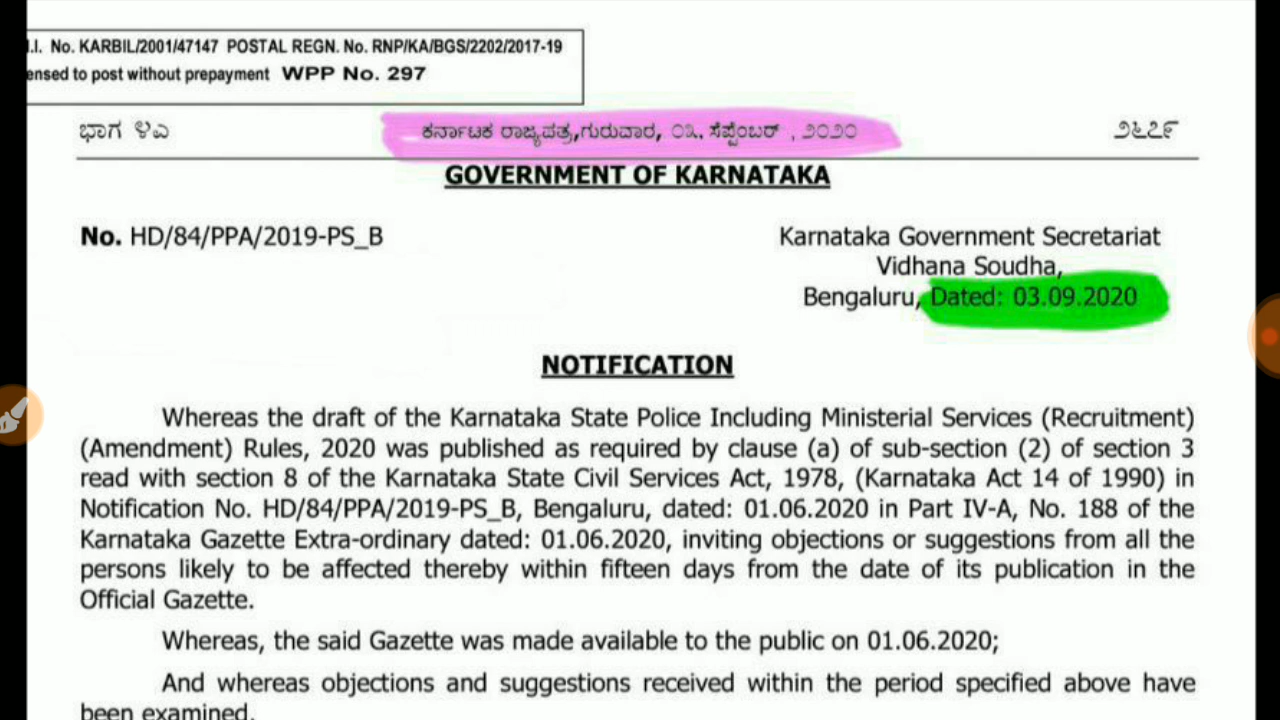 .I. No. KARBIL/2001/47147 POSTAL REGN. No. RNP/KA/BGS/2202/2017-19
ensed to post without prepayment WPP No. 297
ಭಾಗ ೪ಎ ಕರ್ನಾಟಕ ರಾಜ್ಯಪತ್ರ,ಗುರುವಾರ, ೦೩, ಸೆಪ್ಟೆಂಬರ್ , ೨೦೨೦ ೨೬೭೯
GOVERNMENT OF KARNATAKA
No. HD/84/PPA/2019-PS_B Karnataka Government Secretariat
Vidhana Soudha,
Bengaluru, Dated: 03.09.2020
NOTIFICATION
Whereas the draft of the Karnataka State Police Including Ministerial Services (Recruitment)
(Amendment) Rules, 2020 was published as required by clause (a) of sub-section (2) of section 3
read with section 8 of the Karnataka State Civil Services Act, 1978, (Karnataka Act 14 of 1990) in
Notification No. HD/84/PPA/2019-PS_B, Bengaluru, dated: 01.06.2020 in Part IV-A, No. 188 of the
Karnataka Gazette Extra-ordinary dated: 01.06.2020, inviting objections or suggestions from all the
persons likely to be affected thereby within fifteen days from the date of its publication in the
Official Gazette.
Whereas, the said Gazette was made available to the public on 01.06.2020;
And whereas objections and suggestions received within the period specified above have
been examined.